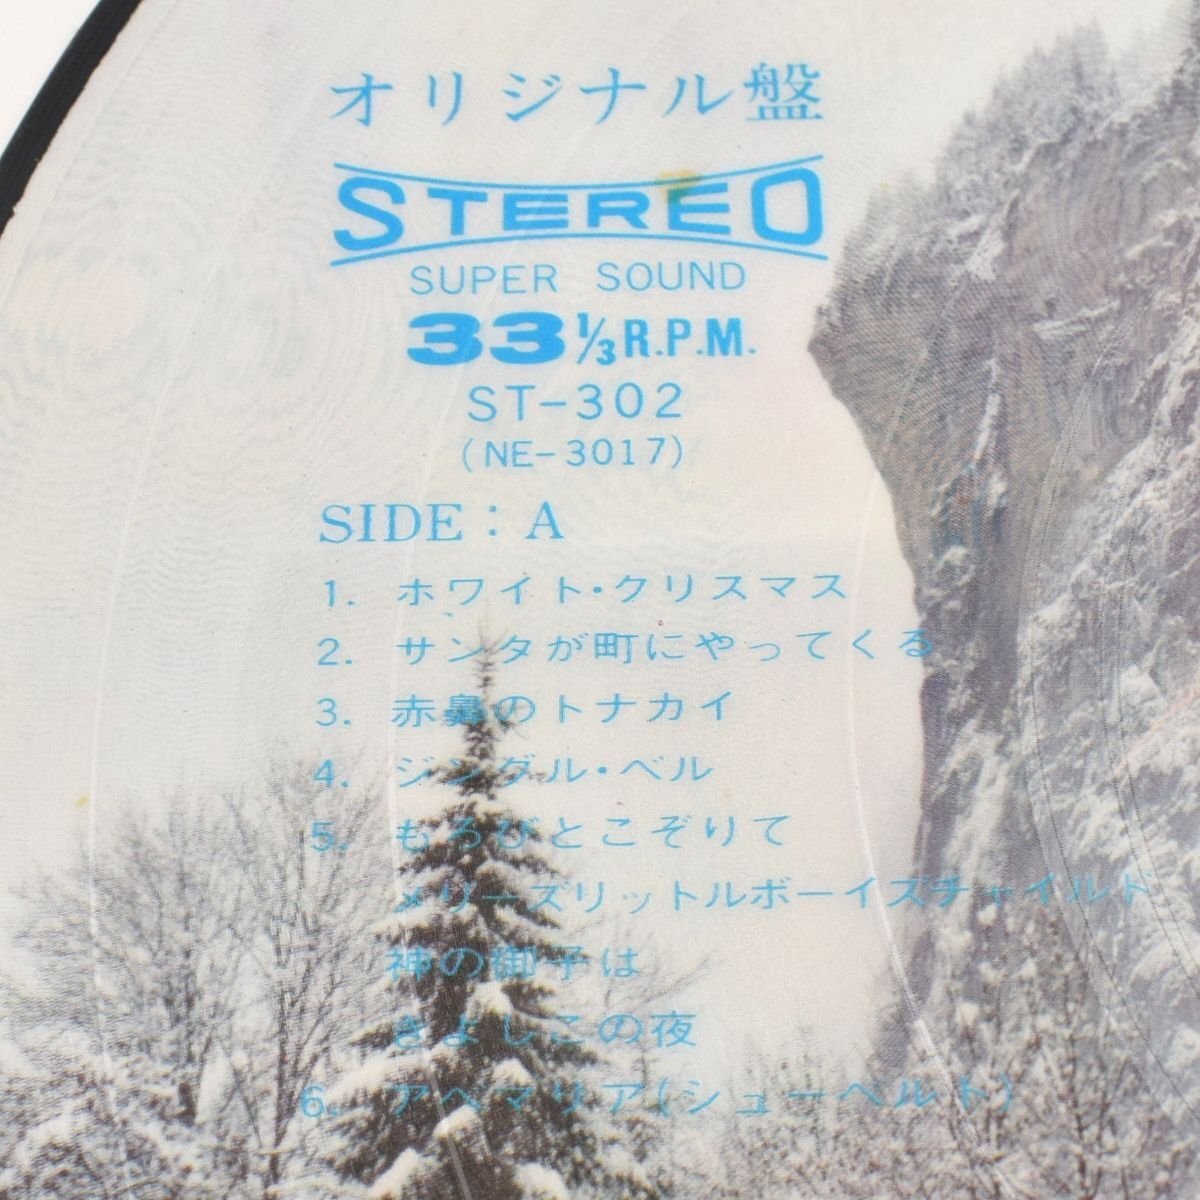 オリジナル盤
STEREO
SUPER SOUND
33⅓ R.P.M.
ST-302
(NE-3017)
SIDE : A
1. ホワイト・クリスマス
2. サンタが町にやってくる
3. 赤鼻のトナカイ
4. ジングル・ベル
5. もろびとこぞりて
メリーズリットルボーイズチャイルド
神の御子は
きよしこの夜
6. アベマリア(シューベルト)